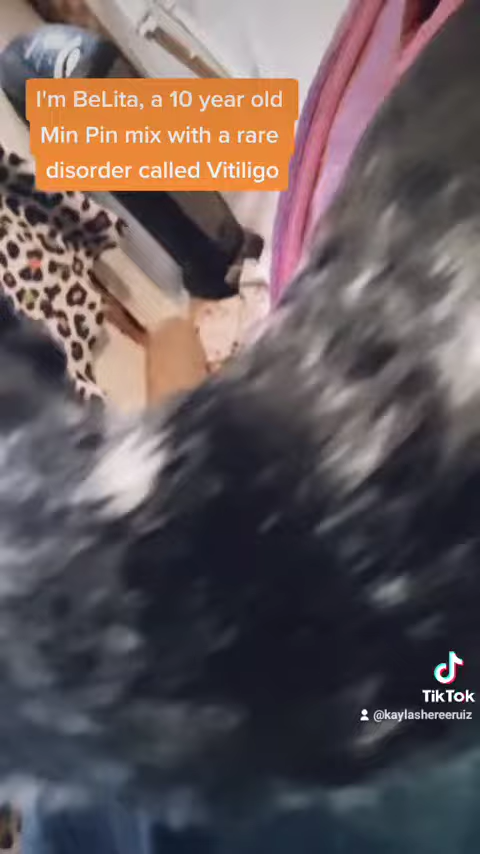 I'm BeLita, a 10 year old
Min Pin mix with a rare
disorder called Vitiligo
TikTok
@kaylashereeruiz